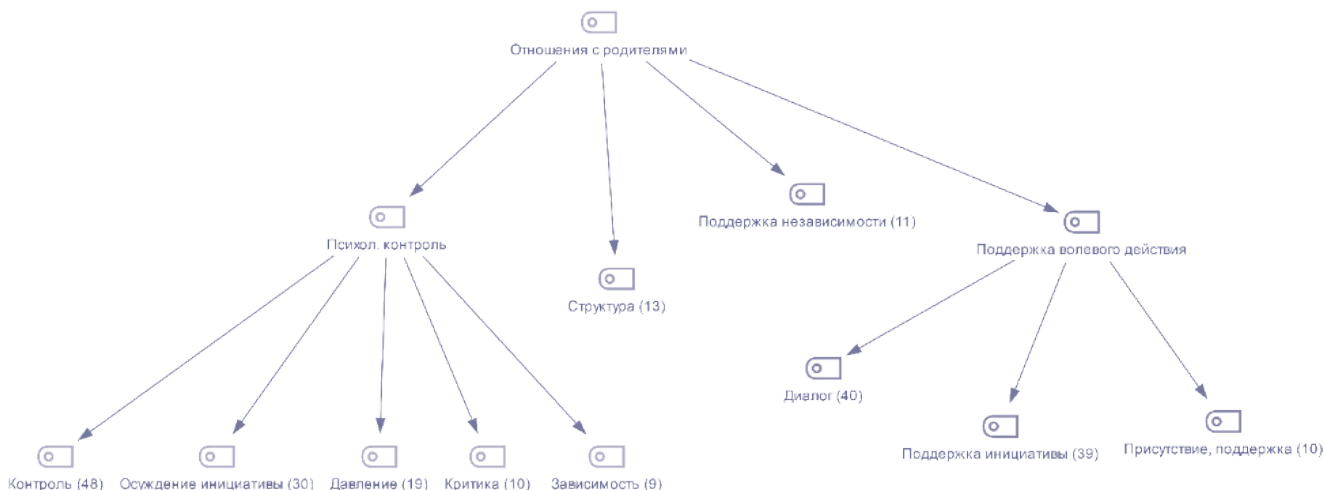 Отношения с родителями
Поддержка независимости (11)
Психол. контроль
Поддержка волевого действия
Структура (13)
Диалог (40)
Поддержка инициативы (39)
Присутствие, поддержка (10)
Контроль (48)
Осуждение инициативы (30)
Давление (19)
Критика (10)
Зависимость (9)